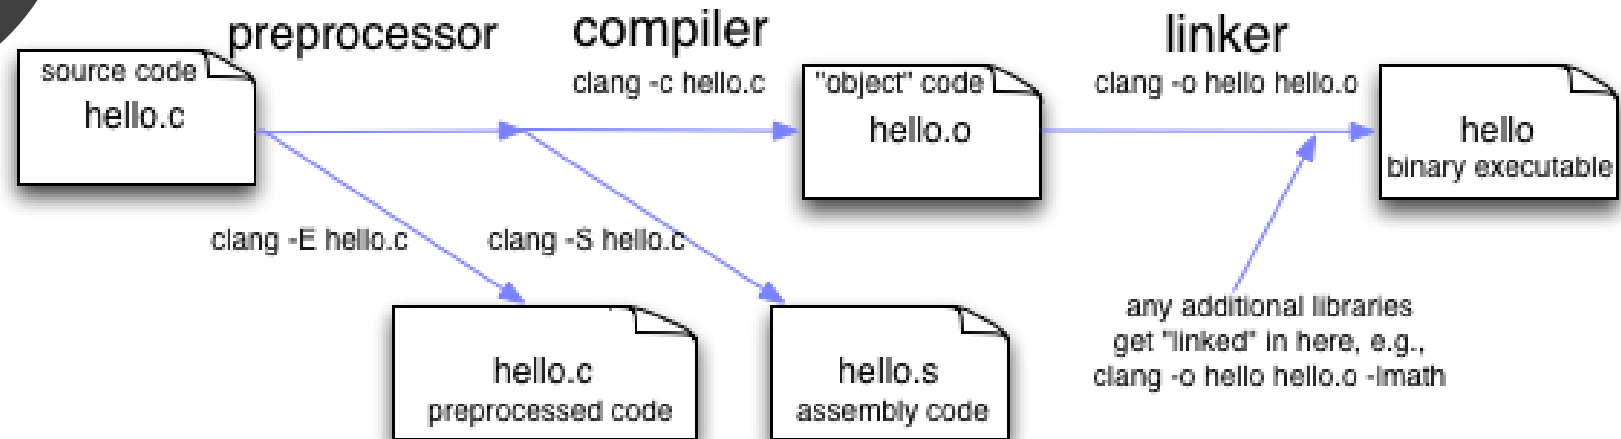 preprocessor
compiler
linker
source code
hello.c
clang -c hello.c
"object" code
hello.o
clang -o hello hello.o
hello
binary executable
clang -E hello.c
clang -S hello.c
hello.c
preprocessed code
hello.s
assembly code
any additional libraries
get "linked" in here, e.g.,
clang -o hello hello.o -lmath